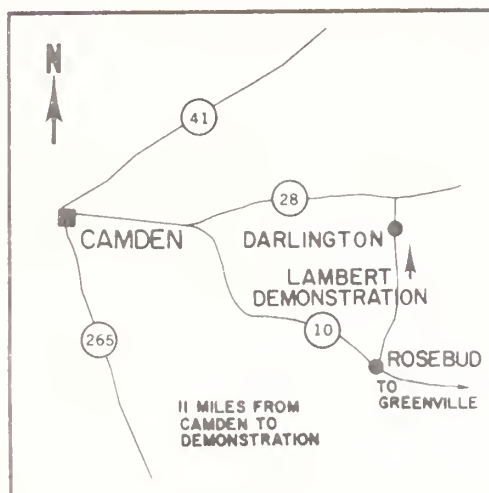 N
41
28
CAMDEN
DARLINGTON
LAMBERT
DEMONSTRATION
10
265
ROSEBUD
TO
GREENVILLE
11 MILES FROM
CAMDEN TO
DEMONSTRATION